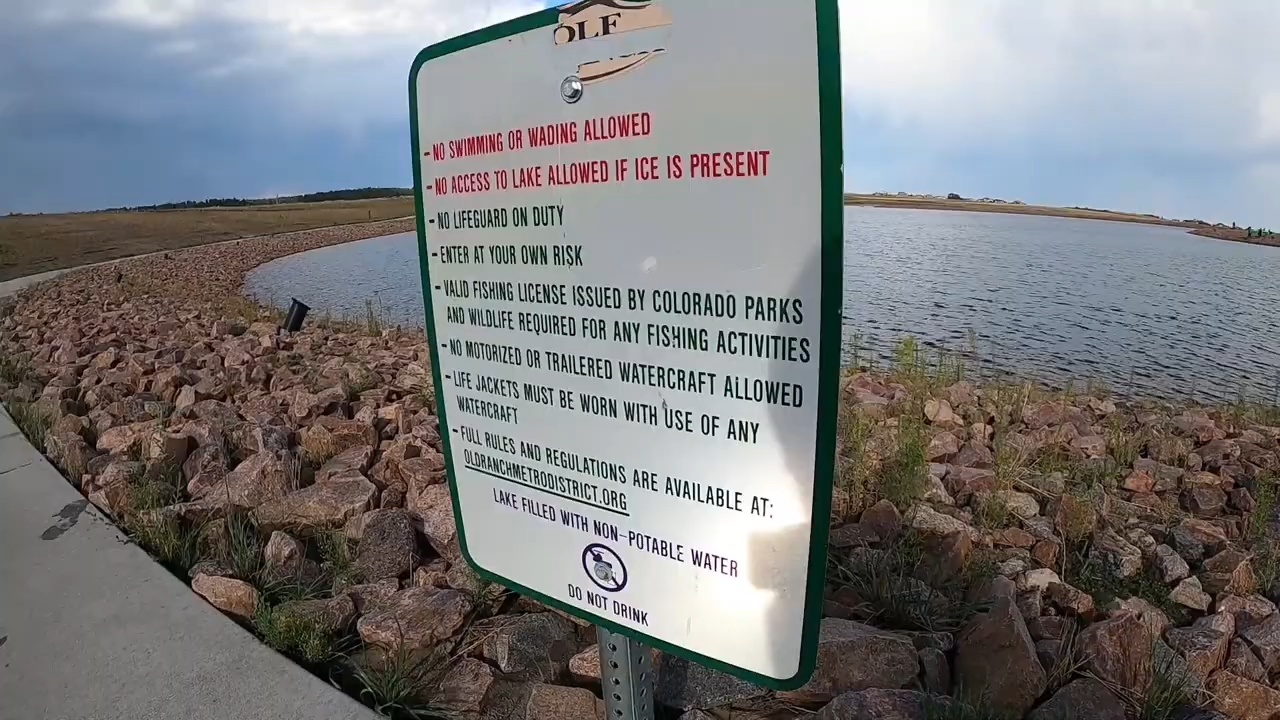 OLF
- NO SWIMMING OR WADING ALLOWED
- NO ACCESS TO LAKE ALLOWED IF ICE IS PRESENT
- NO LIFEGUARD ON DUTY
- ENTER AT YOUR OWN RISK
- VALID FISHING LICENSE ISSUED BY COLORADO PARKS
AND WILDLIFE REQUIRED FOR ANY FISHING ACTIVITIES
- NO MOTORIZED OR TRAILERED WATERCRAFT ALLOWED
- LIFE JACKETS MUST BE WORN WITH USE OF ANY
WATERCRAFT
- FULL RULES AND REGULATIONS ARE AVAILABLE AT:
OLDRANCHMETRODISTRICT.ORG
LAKE FILLED WITH NON-POTABLE WATER
DO NOT DRINK